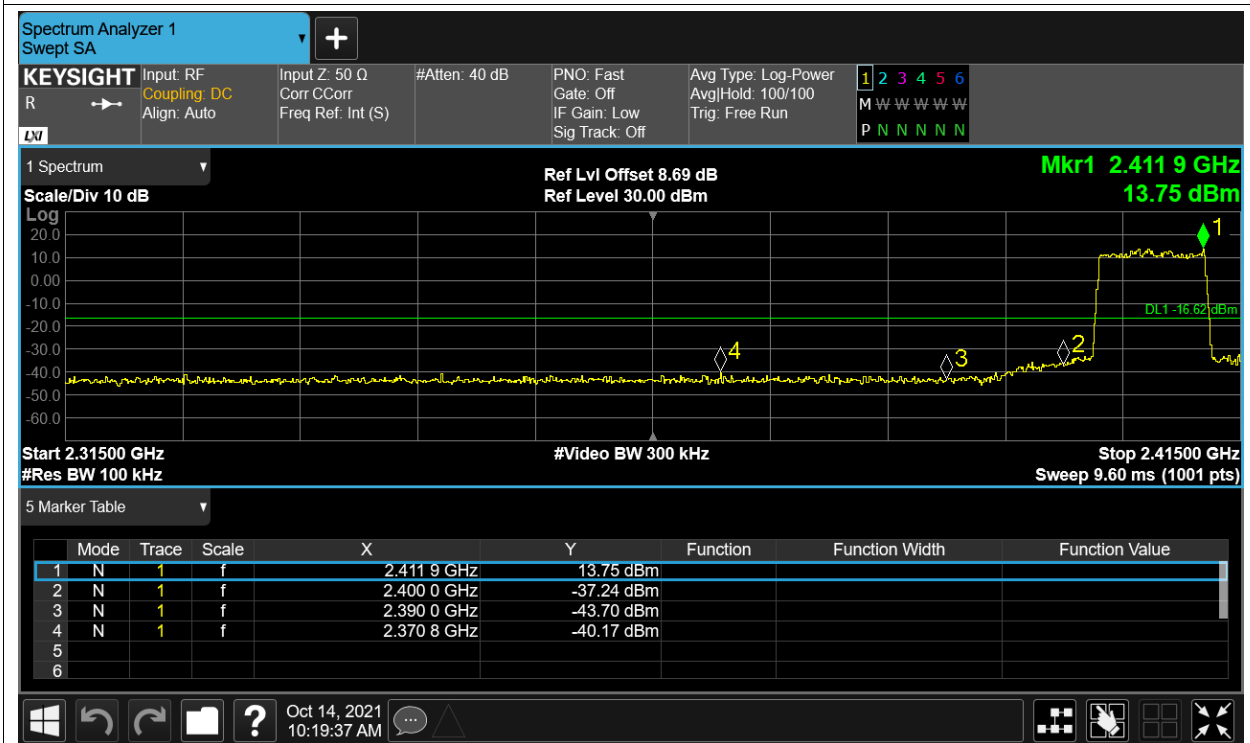 Spectrum Analyzer 1
Swept SA
+
KEYSIGHT
R
LXI
Input: RF
Coupling: DC
Align: Auto
Input Z: 50 Ω
Corr CCorr
Freq Ref: Int (S)
#Atten: 40 dB
PNO: Fast
Gate: Off
IF Gain: Low
Sig Track: Off
Avg Type: Log-Power
Avg|Hold: 100/100
Trig: Free Run
1 2 3 4 5 6
M W W W W W
P N N N N N
1 Spectrum
Scale/Div 10 dB
Ref Lvl Offset 8.69 dB
Ref Level 30.00 dBm
Mkr1 2.411 9 GHz
13.75 dBm
Log
20.0
10.0
0.00
-10.0
-20.0
-30.0
-40.0
-50.0
-60.0
1
DL1 -16.62 dBm
2
3
4
Start 2.31500 GHz
#Res BW 100 kHz
#Video BW 300 kHz
Stop 2.41500 GHz
Sweep 9.60 ms (1001 pts)
5 Marker Table
Mode Trace Scale X Y Function Function Width Function Value
1 N 1 f 2.411 9 GHz 13.75 dBm
2 N 1 f 2.400 0 GHz -37.24 dBm
3 N 1 f 2.390 0 GHz -43.70 dBm
4 N 1 f 2.370 8 GHz -40.17 dBm
5
6
?
Oct 14, 2021
10:19:37 AM